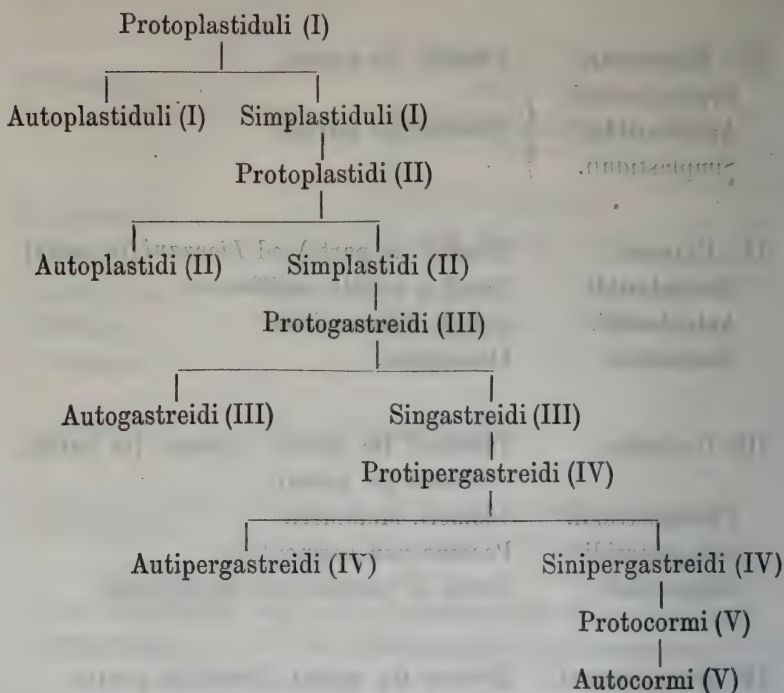 Protoplastiduli (I)
Autoplastiduli (I) Simplastiduli (I)
Protoplastidi (II)
Autoplastidi (II) Simplastidi (II)
Protogastreidi (III)
Autogastreidi (III) Singastreidi (III)
Protipergastreidi (IV)
Autipergastreidi (IV) Sinipergastreidi (IV)
Protocormi (V)
Autocormi (V)